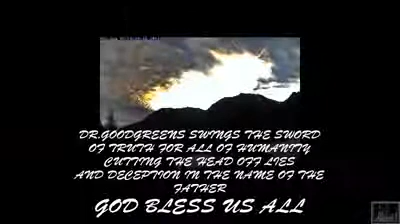 DR.GOODGREENS SWINGS THE SWORD
OF TRUTH FOR ALL OF HUMANITY
CUTTING THE HEAD OFF LIES
AND DECEPTION IN THE NAME OF THE
FATHER
GOD BLESS US ALL